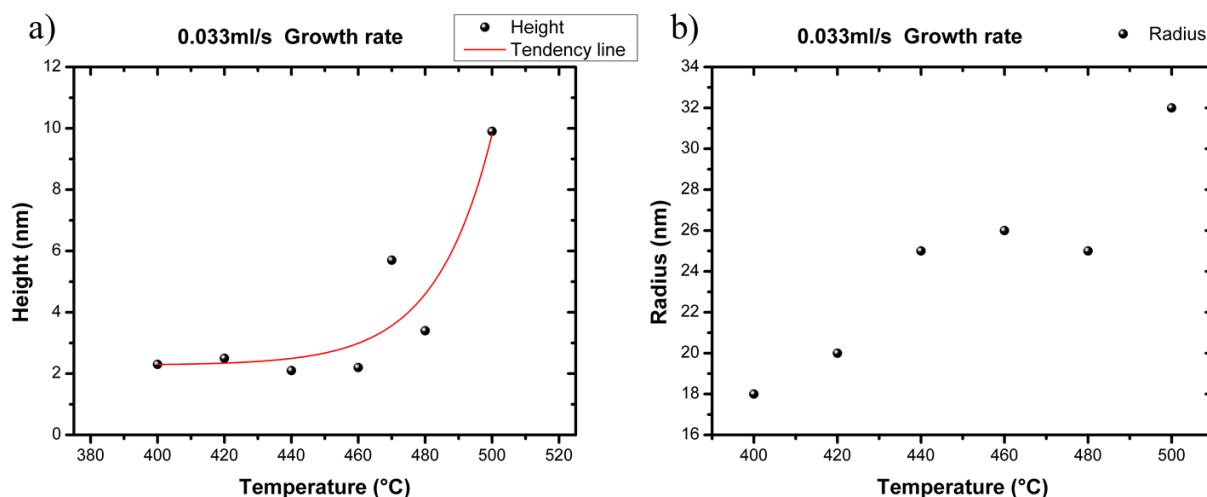 a)
0.033ml/s Growth rate
Height
Tendency line
12
10
8
6
4
2
0
Height (nm)
380 400 420 440 460 480 500 520
Temperature (°C)
b)
0.033ml/s Growth rate
Radius
34
32
30
28
26
24
22
20
18
16
Radius (nm)
400 420 440 460 480 500
Temperature (°C)